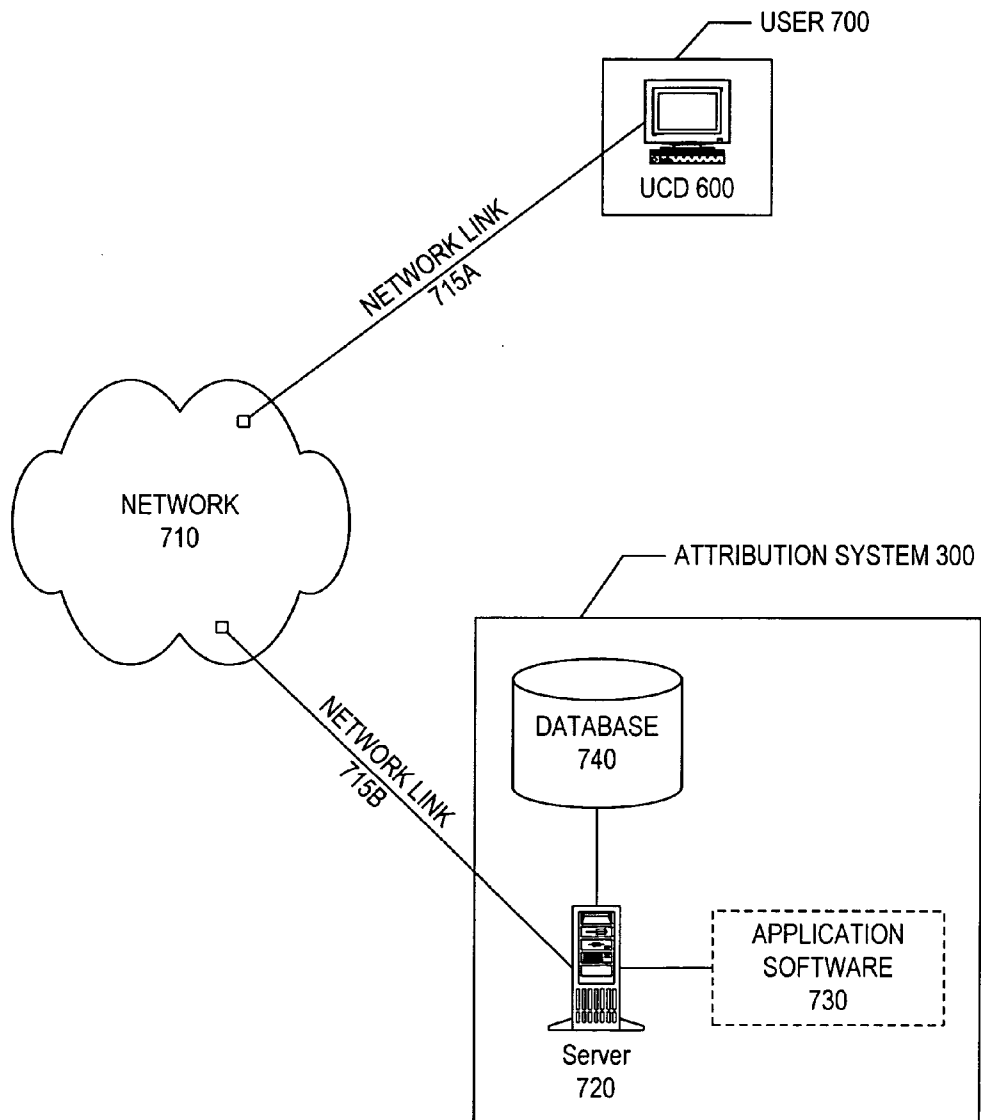 USER 700
UCD 600
NETWORK LINK
715A
NETWORK
710
ATTRIBUTION SYSTEM 300
NETWORK LINK
715B
DATABASE
740
APPLICATION
SOFTWARE
730
Server
720